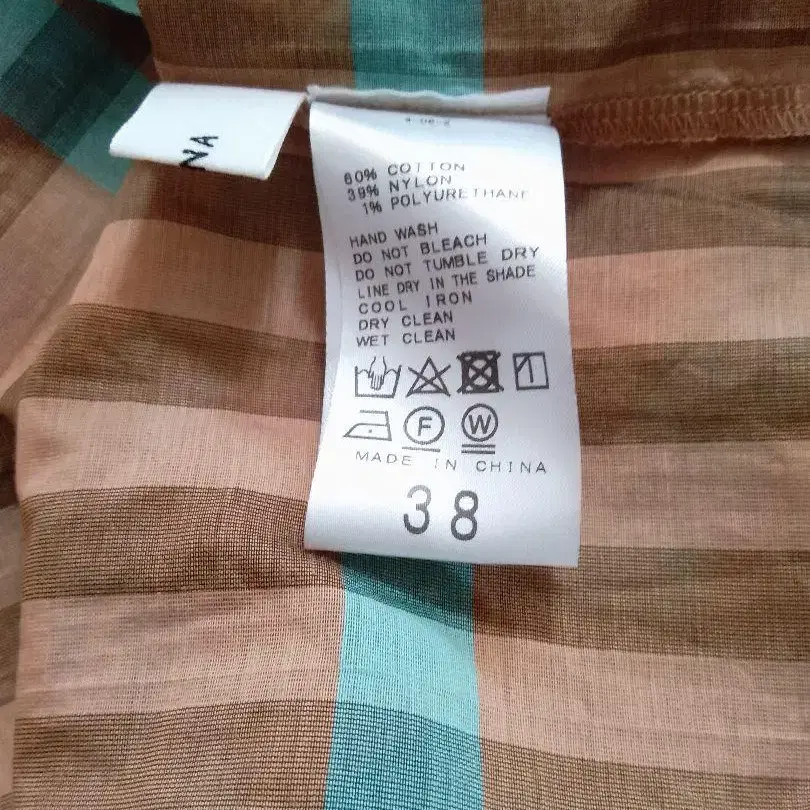 NA
60% COTTON
39% NYLON
1% POLYURETHANE
HAND WASH
DO NOT BLEACH
DO NOT TUMBLE DRY
LINE DRY IN THE SHADE
COOL IRON
DRY CLEAN
WET CLEAN
F W
MADE IN CHINA
38